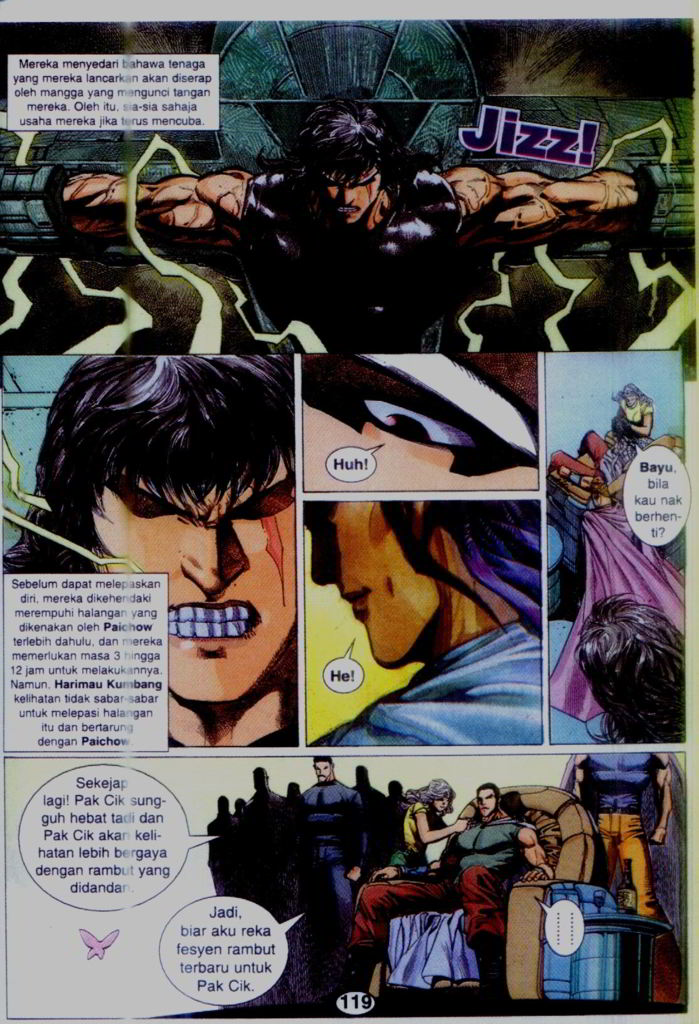 Mereka menyedari bahawa tenaga
yang mereka lancarkan akan diserap
oleh mangga yang mengunci tangan
mereka. Oleh itu, sia-sia sahaja
usaha mereka jika terus mencuba.
Jizz!
Huh!
Bayu,
bila
kau nak
berhen-
ti?
Sebelum dapat melepaskan
diri, mereka dikehendaki
merempuhi halangan yang
dikenakan oleh Paichow
terlebih dahulu, dan mereka
memerlukan masa 3 hingga
12 jam untuk melakukannya.
Namun, Harimau Kumbang
kelihatan tidak sabar-sabar
untuk melepasi halangan
itu dan bertarung
dengan Paichow.
He!
Sekejap
lagi! Pak Cik sung-
guh hebat tadi dan
Pak Cik akan keli-
hatan lebih bergaya
dengan rambut yang
didandan.
Jadi,
biar aku reka
fesyen rambut
terbaru untuk
Pak Cik.
119